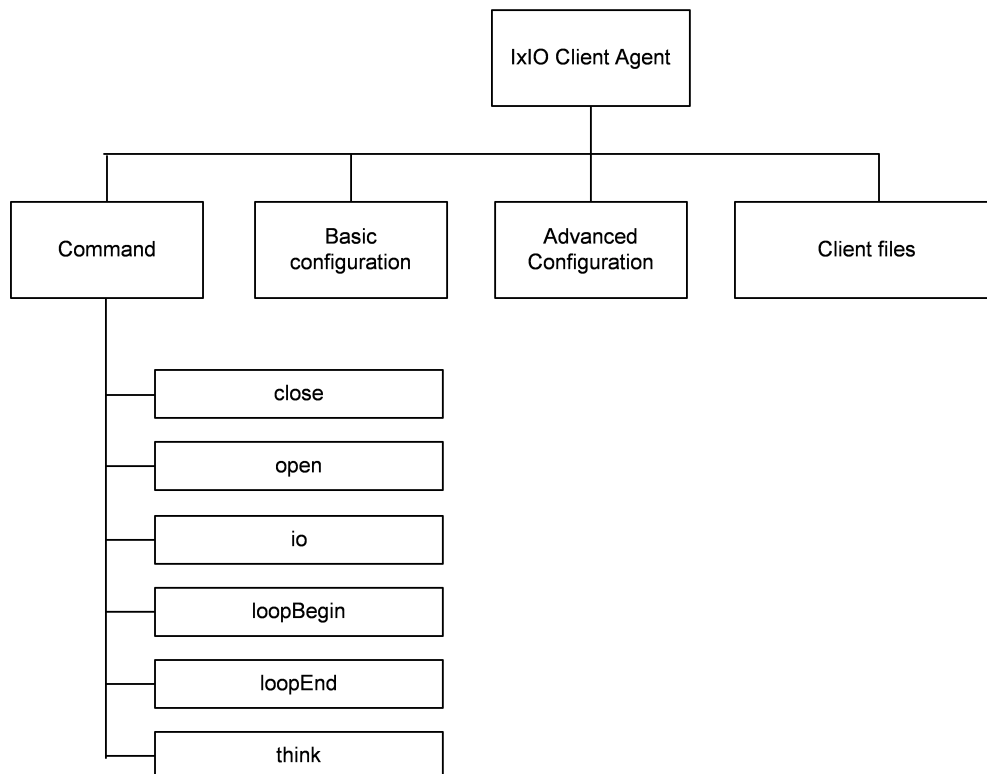 IxIO Client Agent
Command
Basic
configuration
Advanced
Configuration
Client files
close
open
io
loopBegin
loopEnd
think